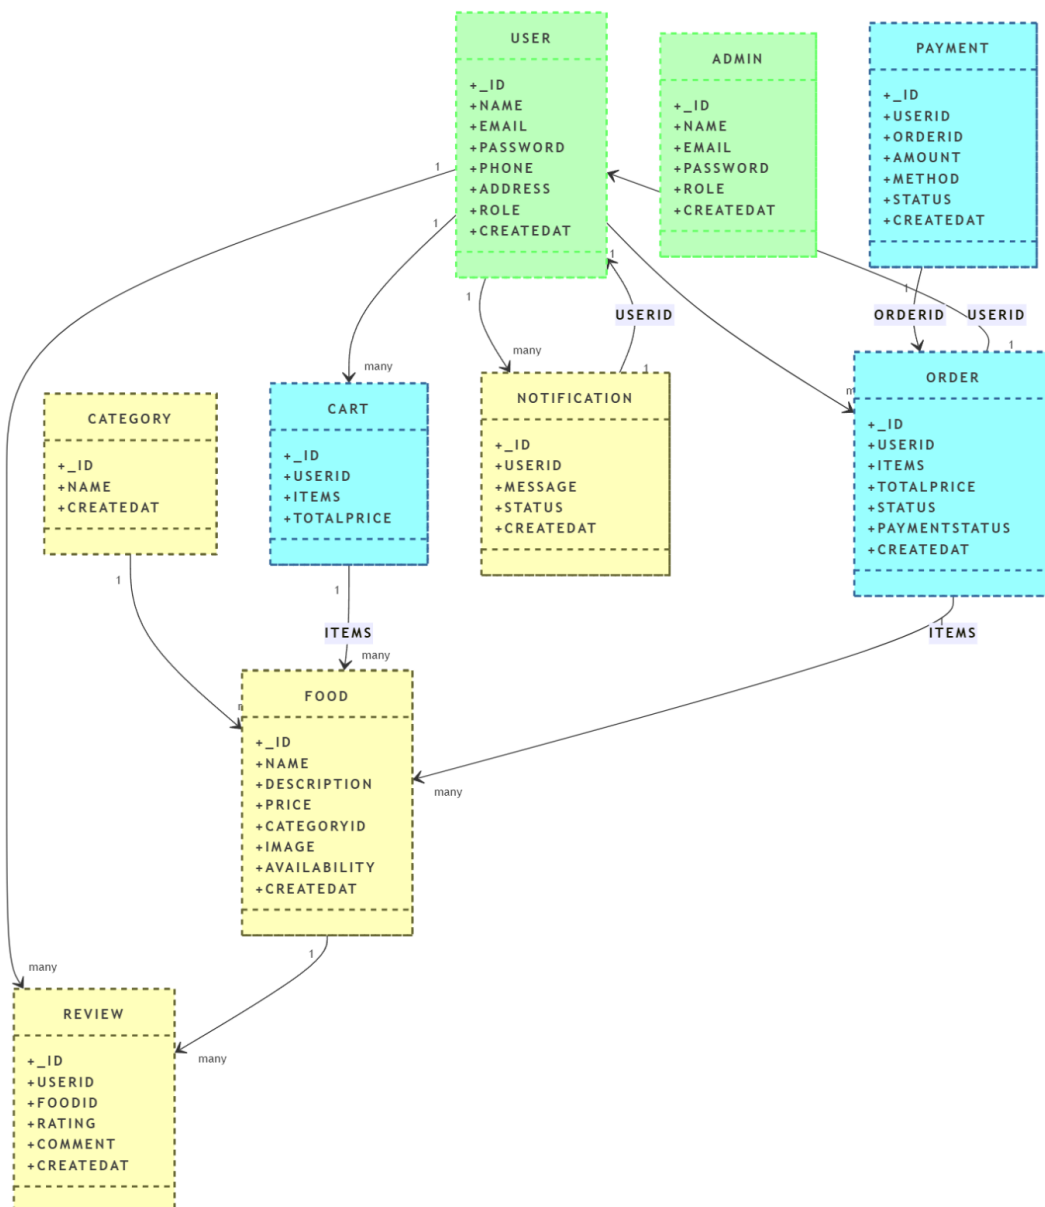 USER
+_ID
+NAME
+EMAIL
+PASSWORD
+PHONE
+ADDRESS
+ROLE
+CREATEDAT
ADMIN
+_ID
+NAME
+EMAIL
+PASSWORD
+ROLE
+CREATEDAT
PAYMENT
+_ID
+USERID
+ORDERID
+AMOUNT
+METHOD
+STATUS
+CREATEDAT
1
1
1
1
1
USERID
ORDERID
USERID
many
many
1
1
CATEGORY
+_ID
+NAME
+CREATEDAT
CART
+_ID
+USERID
+ITEMS
+TOTALPRICE
NOTIFICATION
+_ID
+USERID
+MESSAGE
+STATUS
+CREATEDAT
ORDER
+_ID
+USERID
+ITEMS
+TOTALPRICE
+STATUS
+PAYMENTSTATUS
+CREATEDAT
1
1
ITEMS
ITEMS
many
FOOD
+_ID
+NAME
+DESCRIPTION
+PRICE
+CATEGORYID
+IMAGE
+AVAILABILITY
+CREATEDAT
many
1
many
many
REVIEW
+_ID
+USERID
+FOODID
+RATING
+COMMENT
+CREATEDAT